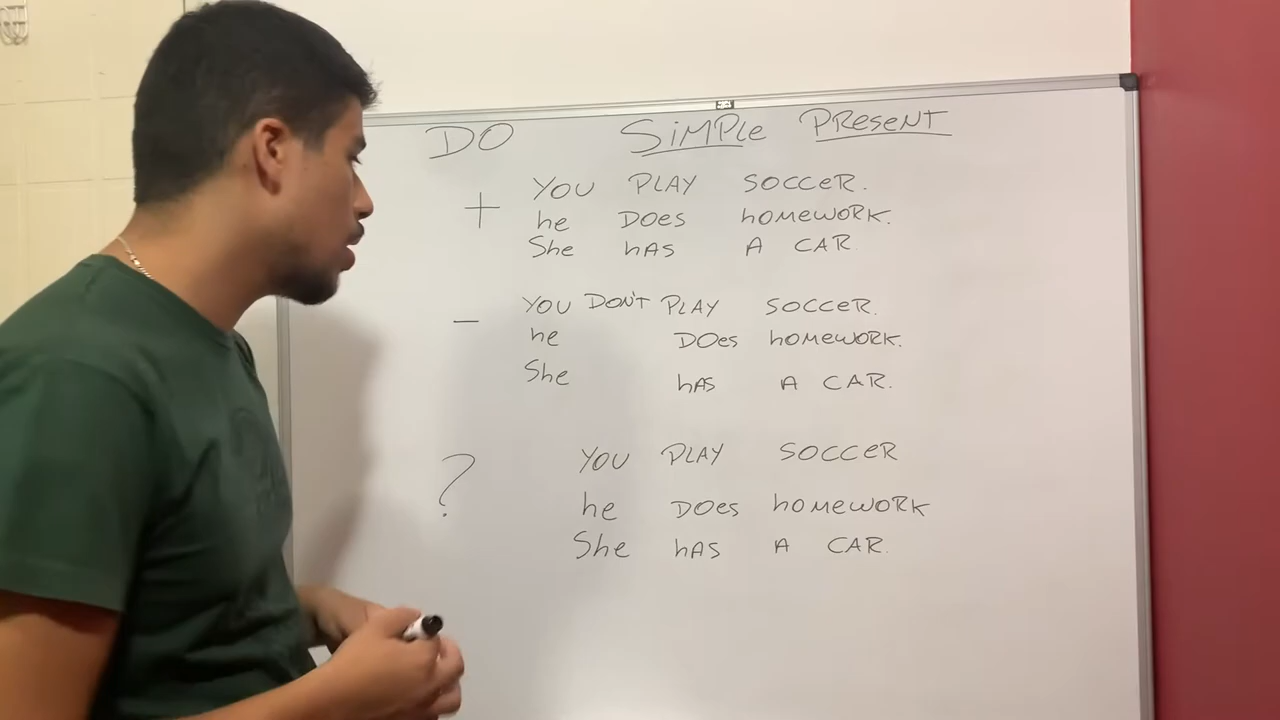 DO SiMPLe PReSeNT
+ YOU PLAY SOCCeR.
he DOes hOMeWORK.
She hAS A CAR.
- YOU DON'T PLAY SOCCeR.
he DOes hOMeWORK.
She hAS A CAR.
? YOU PLAY SOCCER
he DOes hOMeWORK
She hAS A CAR.